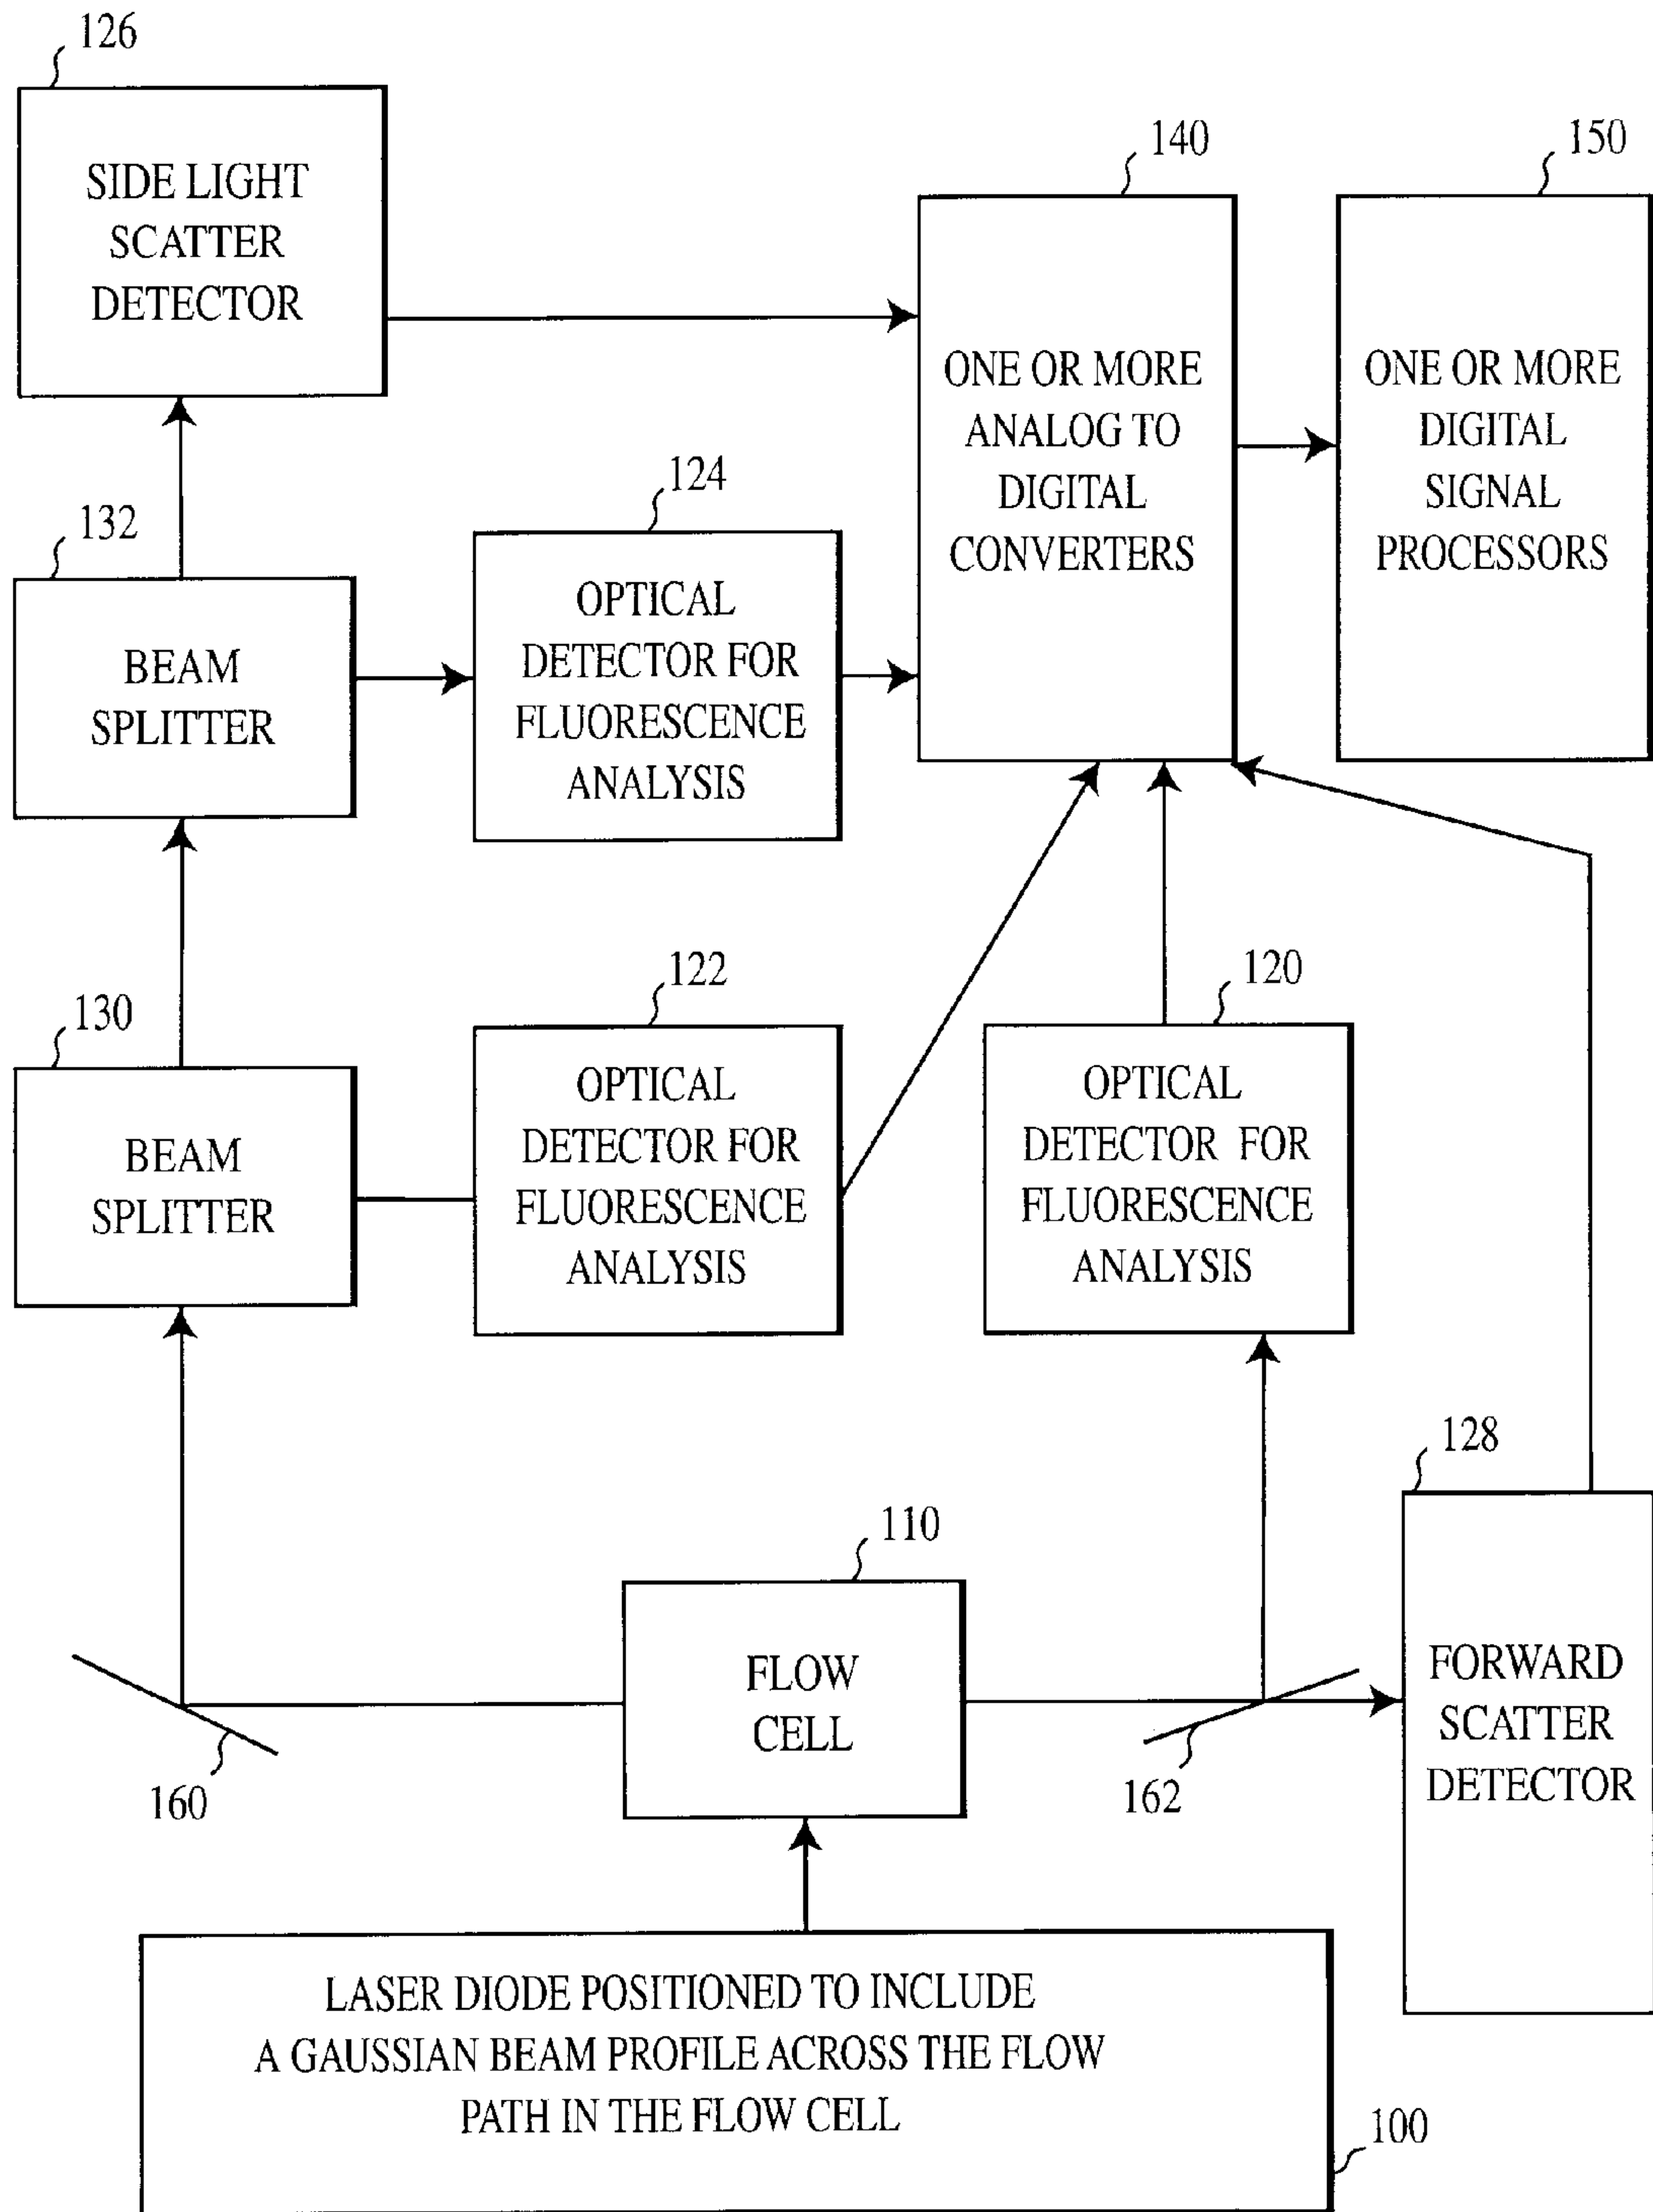 126
SIDE LIGHT
SCATTER
DETECTOR
140
ONE OR MORE
ANALOG TO
DIGITAL
CONVERTERS
150
ONE OR MORE
DIGITAL
SIGNAL
PROCESSORS
132
BEAM
SPLITTER
124
OPTICAL
DETECTOR FOR
FLUORESCENCE
ANALYSIS
130
BEAM
SPLITTER
122
OPTICAL
DETECTOR FOR
FLUORESCENCE
ANALYSIS
120
OPTICAL
DETECTOR FOR
FLUORESCENCE
ANALYSIS
128
FORWARD
SCATTER
DETECTOR
110
FLOW
CELL
160
162
LASER DIODE POSITIONED TO INCLUDE
A GAUSSIAN BEAM PROFILE ACROSS THE FLOW
PATH IN THE FLOW CELL
100